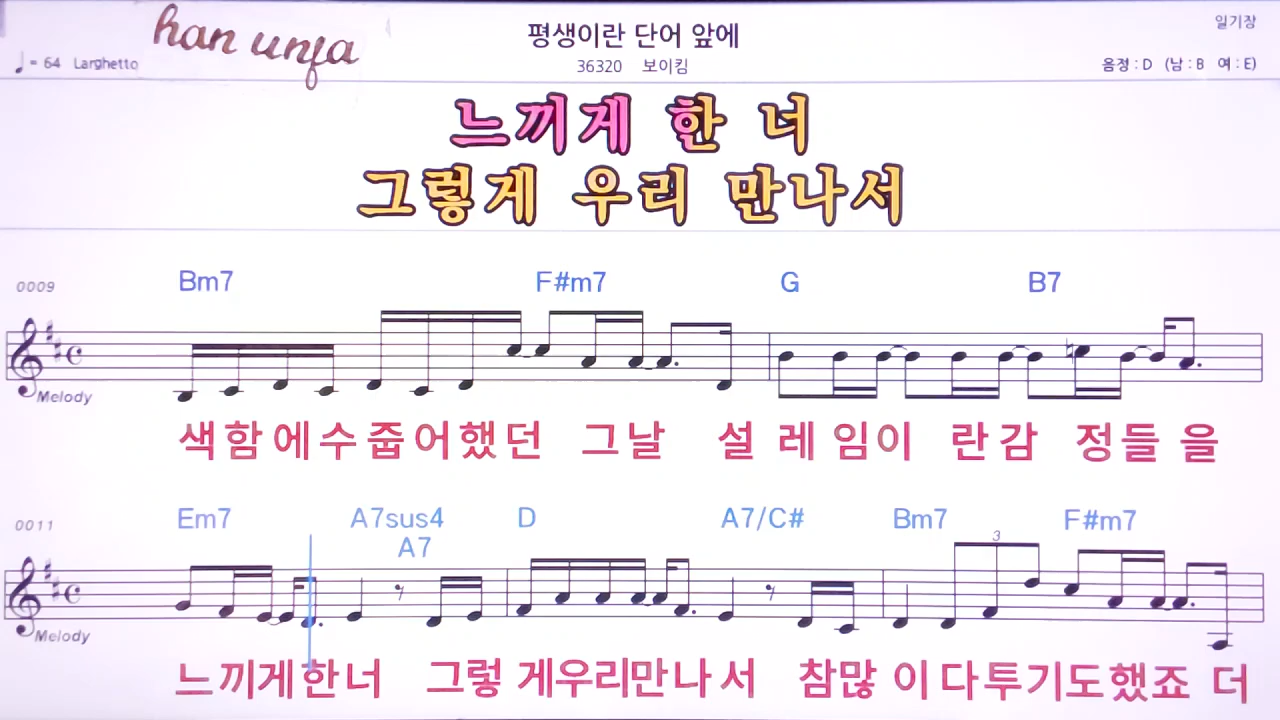 han unja
평생이란 단어 앞에
일기장
♩= 64 Larghetto
36320 보이킴
음정 : D (남 : B 여 : E)
느끼게 한 너
그렇게 우리 만나서
0009
Bm7 F#m7 G B7
Melody
색함에수줍어했던 그날 설레임이 란감 정들을
0011
Em7 A7sus4 D A7/C# Bm7 F#m7
A7
3
Melody
느끼게한너 그렇 게우리만나서 참많 이다투기도했죠 더